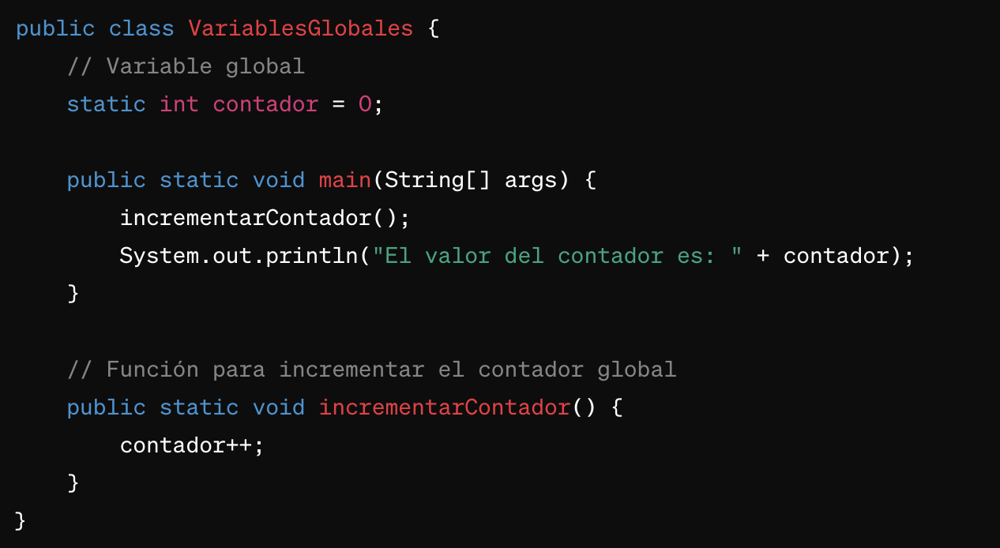 public class VariablesGlobales {
    // Variable global
    static int contador = 0;

    public static void main(String[] args) {
        incrementarContador();
        System.out.println("El valor del contador es: " + contador);
    }

    // Función para incrementar el contador global
    public static void incrementarContador() {
        contador++;
    }
}